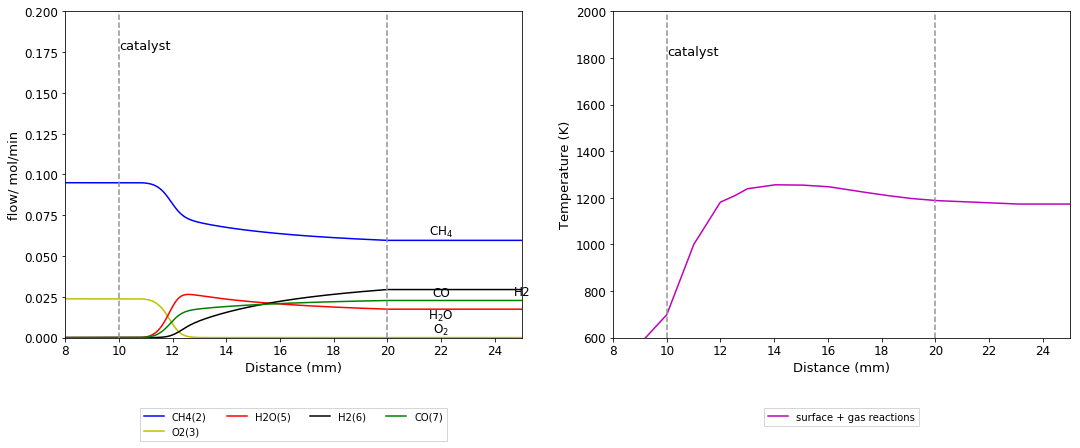 0.200
0.175
0.150
0.125
0.100
0.075
0.050
0.025
0.000
flow/ mol/min
catalyst
CH₄
CO
H2
H₂O
O₂
8 10 12 14 16 18 20 22 24
Distance (mm)
CH4(2) H2O(5) H2(6) CO(7)
O2(3)
2000
1800
1600
1400
1200
1000
800
600
Temperature (K)
catalyst
8 10 12 14 16 18 20 22 24
Distance (mm)
surface + gas reactions